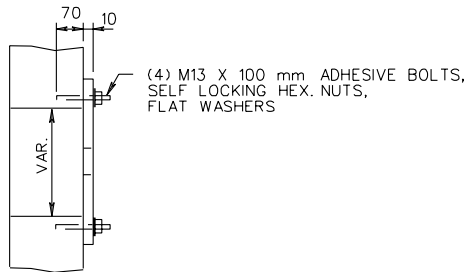 70 10
(4) M13 X 100 mm ADHESIVE BOLTS,
SELF LOCKING HEX. NUTS,
FLAT WASHERS
VAR.